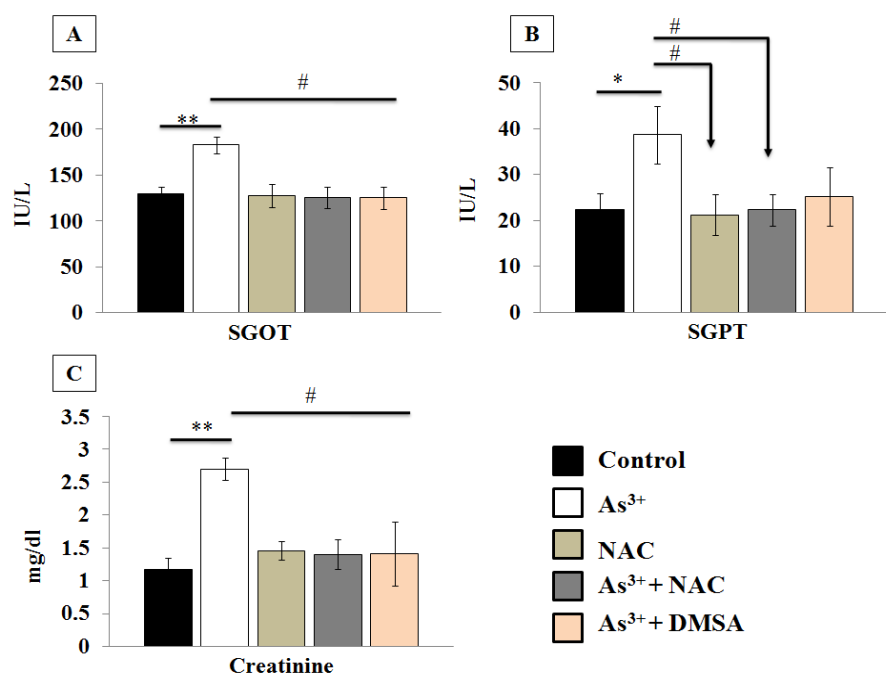 A
#
**
250
200
150
100
50
0
IU/L
SGOT
B
#
#
*
50
40
30
20
10
0
IU/L
SGPT
C
#
**
3.5
3
2.5
2
1.5
1
0.5
0
mg/dl
Creatinine
Control
As³⁺
NAC
As³⁺ + NAC
As³⁺ + DMSA